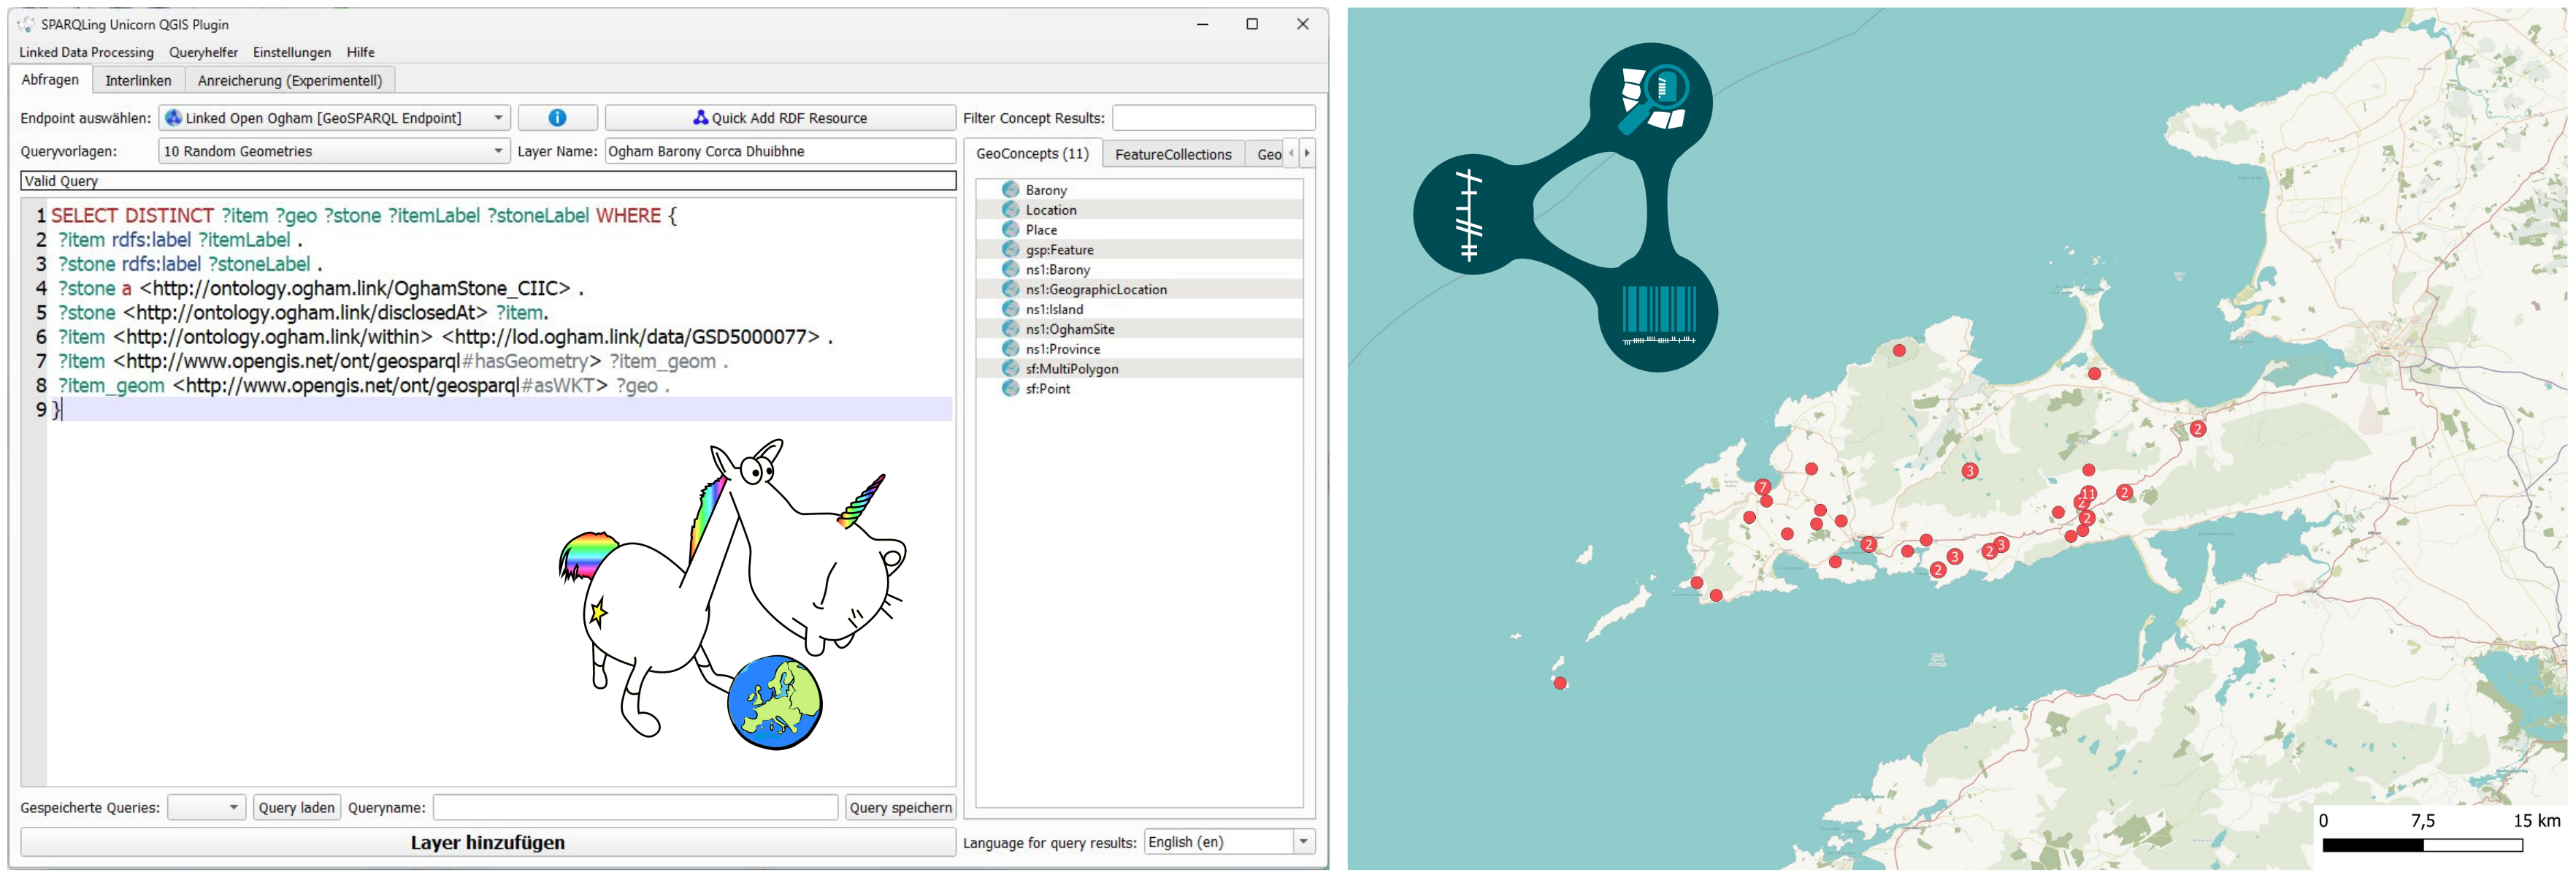 SPARQLing Unicorn QGIS Plugin
Linked Data Processing Queryhelfer Einstellungen Hilfe
Abfragen Interlinken Anreicherung (Experimentell)
Endpoint auswählen: Linked Open Ogham [GeoSPARQL Endpoint] Quick Add RDF Resource Filter Concept Results:
Queryvorlagen: 10 Random Geometries Layer Name: Ogham Barony Corca Dhuibhne
GeoConcepts (11) FeatureCollections Geo
Valid Query
1 SELECT DISTINCT ?item ?geo ?stone ?itemLabel ?stoneLabel WHERE {
2 ?item rdfs:label ?itemLabel .
3 ?stone rdfs:label ?stoneLabel .
4 ?stone a <http://ontology.ogham.link/OghamStone_CIIC> .
5 ?stone <http://ontology.ogham.link/disclosedAt> ?item.
6 ?item <http://ontology.ogham.link/within> <http://lod.ogham.link/data/GSD5000077> .
7 ?item <http://www.opengis.net/ont/geosparql#hasGeometry> ?item_geom .
8 ?item_geom <http://www.opengis.net/ont/geosparql#asWKT> ?geo .
9 }
Barony
Location
Place
gsp:Feature
ns1:Barony
ns1:GeographicLocation
ns1:Island
ns1:OghamSite
ns1:Province
sf:MultiPolygon
sf:Point
Gespeicherte Queries: Query laden Queryname: Query speichern
Layer hinzufügen
Language for query results: English (en)
2
3
7
11
2
2
2
2
3
2
3
2
0 7,5 15 km